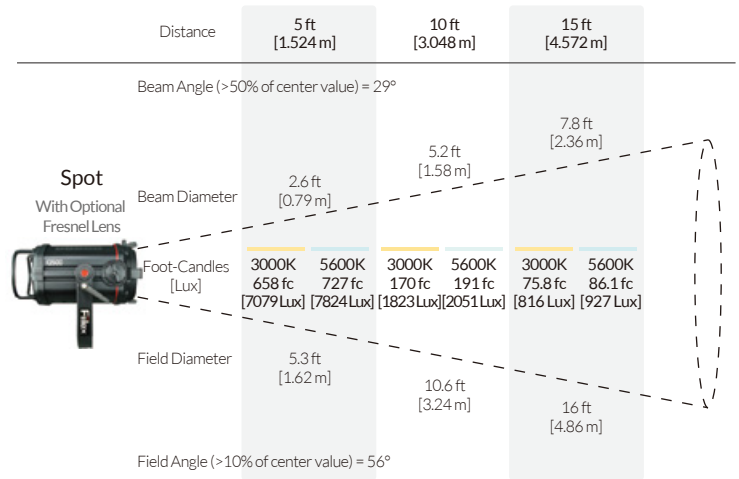 Distance
5 ft
[1.524 m]
10 ft
[3.048 m]
15 ft
[4.572 m]
Beam Angle (>50% of center value) = 29°
7.8 ft
[2.36 m]
5.2 ft
[1.58 m]
2.6 ft
[0.79 m]
Spot
With Optional
Fresnel Lens
Beam Diameter
Foot-Candles
[Lux]
3000K
658 fc
[7079 Lux]
5600K
727 fc
[7824 Lux]
3000K
170 fc
[1823 Lux]
5600K
191 fc
[2051 Lux]
3000K
75.8 fc
[816 Lux]
5600K
86.1 fc
[927 Lux]
Field Diameter
5.3 ft
[1.62 m]
10.6 ft
[3.24 m]
16 ft
[4.86 m]
Field Angle (>10% of center value) = 56°